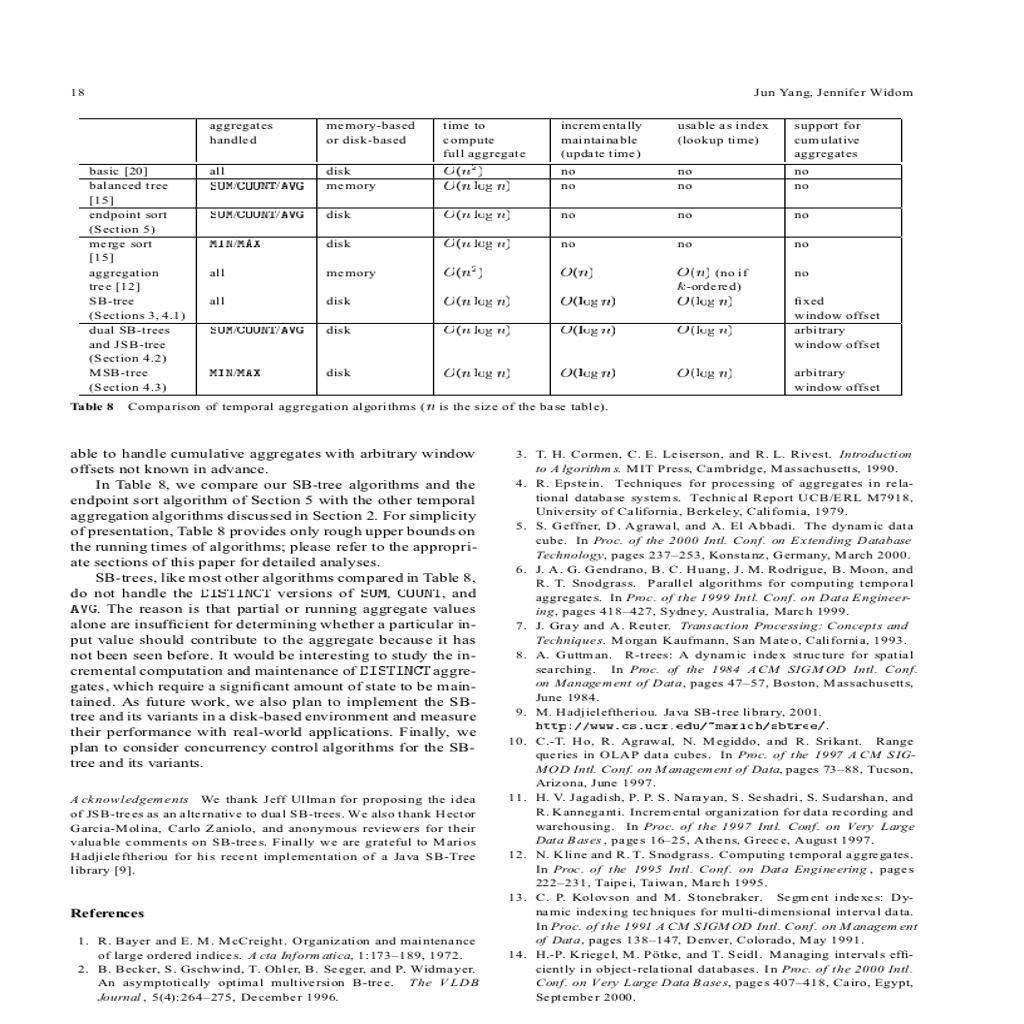 18
Jun Yang, Jennifer Widom
aggregates handled | memory-based or disk-based | time to compute full aggregate | incrementally maintainable (update time) | usable as index (lookup time) | support for cumulative aggregates
basic [20] | all | disk | O(n²) | no | no | no
balanced tree [15] | SUM/COUNT/AVG | memory | O(n log n) | no | no | no
endpoint sort (Section 5) | SUM/COUNT/AVG | disk | O(n log n) | no | no | no
merge sort [15] | MIN/MAX | disk | O(n log n) | no | no | no
aggregation tree [12] | all | memory | O(n²) | O(n) | O(n) (no if k-ordered) | no
SB-tree (Sections 3, 4.1) | all | disk | O(n log n) | O(log n) | O(log n) | fixed window offset
dual SB-trees and JSB-tree (Section 4.2) | SUM/COUNT/AVG | disk | O(n log n) | O(log n) | O(log n) | arbitrary window offset
MSB-tree (Section 4.3) | MIN/MAX | disk | O(n log n) | O(log n) | O(log n) | arbitrary window offset
Table 8 Comparison of temporal aggregation algorithms (n is the size of the base table).
able to handle cumulative aggregates with arbitrary window
offsets not known in advance.
In Table 8, we compare our SB-tree algorithms and the
endpoint sort algorithm of Section 5 with the other temporal
aggregation algorithms discussed in Section 2. For simplicity
of presentation, Table 8 provides only rough upper bounds on
the running times of algorithms; please refer to the appropri-
ate sections of this paper for detailed analyses.
SB-trees, like most other algorithms compared in Table 8,
do not handle the DISTINCT versions of SUM, COUNT, and
AVG. The reason is that partial or running aggregate values
alone are insufficient for determining whether a particular in-
put value should contribute to the aggregate because it has
not been seen before. It would be interesting to study the in-
cremental computation and maintenance of DISTINCT aggre-
gates, which require a significant amount of state to be main-
tained. As future work, we also plan to implement the SB-
tree and its variants in a disk-based environment and measure
their performance with real-world applications. Finally, we
plan to consider concurrency control algorithms for the SB-
tree and its variants.
Acknowledgements We thank Jeff Ullman for proposing the idea
of JSB-trees as an alternative to dual SB-trees. We also thank Hector
Garcia-Molina, Carlo Zaniolo, and anonymous reviewers for their
valuable comments on SB-trees. Finally we are grateful to Marios
Hadjieleftheriou for his recent implementation of a Java SB-Tree
library [9].
References
1. R. Bayer and E. M. McCreight. Organization and maintenance
of large ordered indices. Acta Informatica, 1:173–189, 1972.
2. B. Becker, S. Gschwind, T. Ohler, B. Seeger, and P. Widmayer.
An asymptotically optimal multiversion B-tree. The VLDB
Journal, 5(4):264–275, December 1996.
3. T. H. Cormen, C. E. Leiserson, and R. L. Rivest. Introduction
to Algorithms. MIT Press, Cambridge, Massachusetts, 1990.
4. R. Epstein. Techniques for processing of aggregates in rela-
tional database systems. Technical Report UCB/ERL M7918,
University of California, Berkeley, California, 1979.
5. S. Geffner, D. Agrawal, and A. El Abbadi. The dynamic data
cube. In Proc. of the 2000 Intl. Conf. on Extending Database
Technology, pages 237–253, Konstanz, Germany, March 2000.
6. J. A. G. Gendrano, B. C. Huang, J. M. Rodrigue, B. Moon, and
R. T. Snodgrass. Parallel algorithms for computing temporal
aggregates. In Proc. of the 1999 Intl. Conf. on Data Engineer-
ing, pages 418–427, Sydney, Australia, March 1999.
7. J. Gray and A. Reuter. Transaction Processing: Concepts and
Techniques. Morgan Kaufmann, San Mateo, California, 1993.
8. A. Guttman. R-trees: A dynamic index structure for spatial
searching. In Proc. of the 1984 ACM SIGMOD Intl. Conf.
on Management of Data, pages 47–57, Boston, Massachusetts,
June 1984.
9. M. Hadjieleftheriou. Java SB-tree library, 2001.
http://www.cs.ucr.edu/~marioh/sbtree/.
10. C.-T. Ho, R. Agrawal, N. Megiddo, and R. Srikant. Range
queries in OLAP data cubes. In Proc. of the 1997 ACM SIG-
MOD Intl. Conf. on Management of Data, pages 73–88, Tucson,
Arizona, June 1997.
11. H. V. Jagadish, P. P. S. Narayan, S. Seshadri, S. Sudarshan, and
R. Kanneganti. Incremental organization for data recording and
warehousing. In Proc. of the 1997 Intl. Conf. on Very Large
Data Bases, pages 16–25, Athens, Greece, August 1997.
12. N. Kline and R. T. Snodgrass. Computing temporal aggregates.
In Proc. of the 1995 Intl. Conf. on Data Engineering, pages
222–231, Taipei, Taiwan, March 1995.
13. C. P. Kolovson and M. Stonebraker. Segment indexes: Dy-
namic indexing techniques for multi-dimensional interval data.
In Proc. of the 1991 ACM SIGMOD Intl. Conf. on Management
of Data, pages 138–147, Denver, Colorado, May 1991.
14. H.-P. Kriegel, M. Pötke, and T. Seidl. Managing intervals effi-
ciently in object-relational databases. In Proc. of the 2000 Intl.
Conf. on Very Large Data Bases, pages 407–418, Cairo, Egypt,
September 2000.